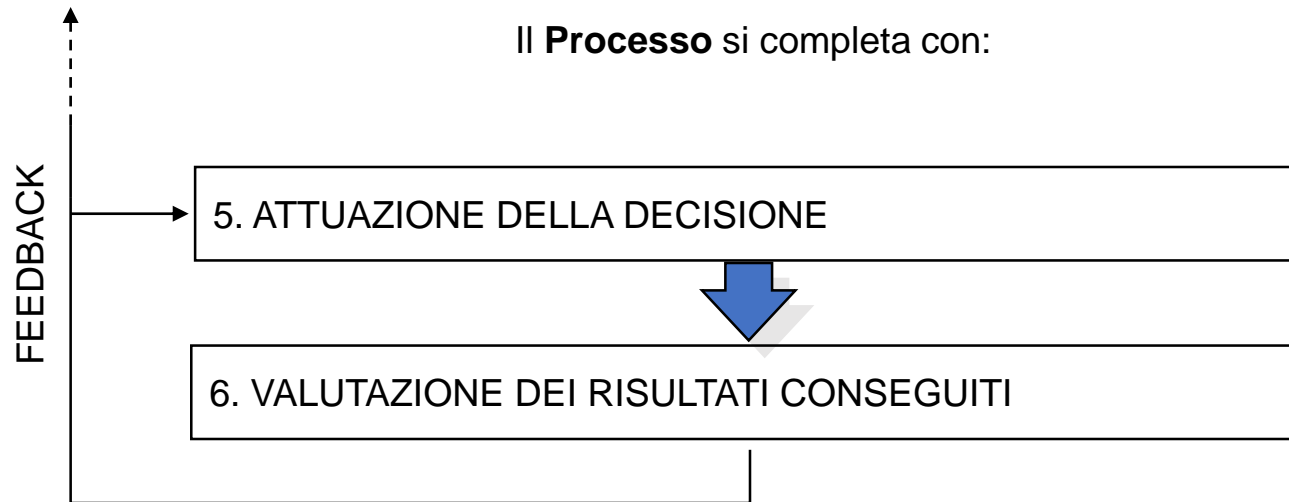 Il Processo si completa con:
FEEDBACK
5. ATTUAZIONE DELLA DECISIONE
6. VALUTAZIONE DEI RISULTATI CONSEGUITI